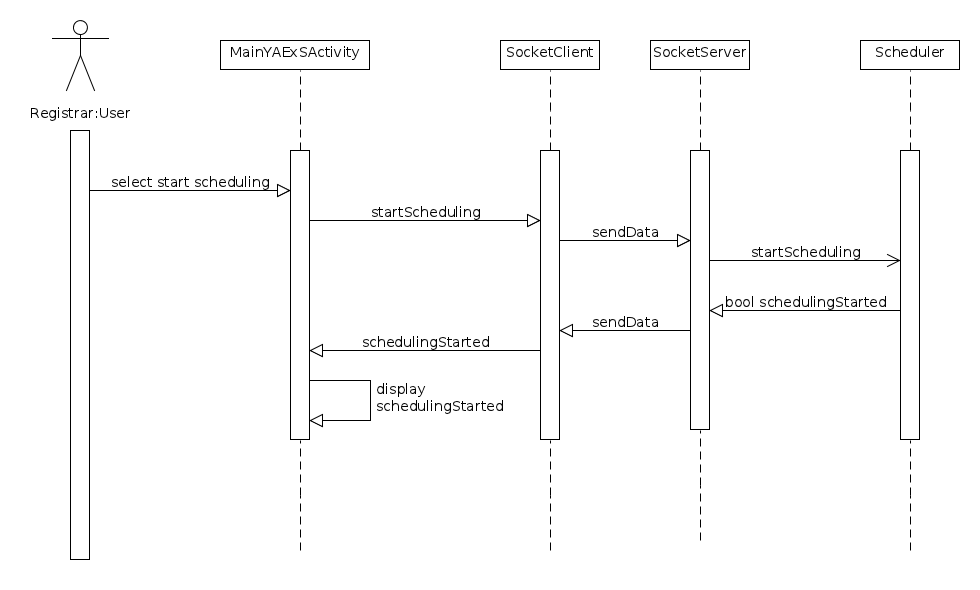 MainYAExSActivity
SocketClient
SocketServer
Scheduler
Registrar:User
select start scheduling
startScheduling
sendData
startScheduling
bool schedulingStarted
sendData
schedulingStarted
display
schedulingStarted